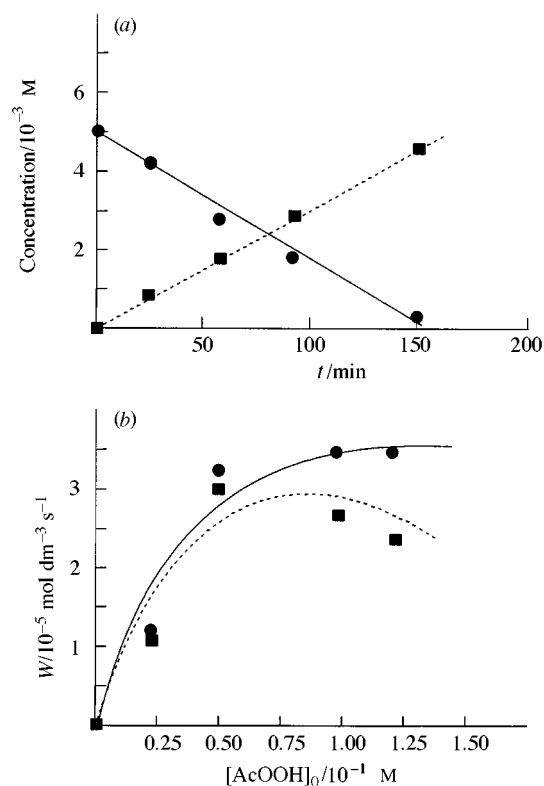 (a)
Concentration/10⁻³ M
6
4
2
50
100
150
200
t/min
(b)
W/10⁻⁵ mol dm⁻³ s⁻¹
3
2
1
0.25
0.50
0.75
1.00
1.25
1.50
[AcOOH]₀/10⁻¹ M